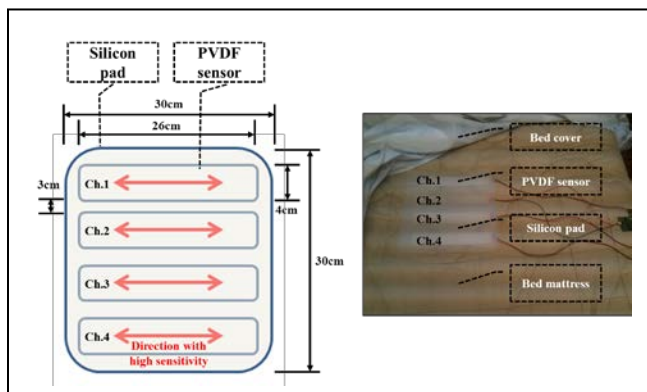 Silicon
pad
PVDF
sensor
30cm
26cm
3cm
4cm
30cm
Ch.1
Ch.2
Ch.3
Ch.4
Direction with
high sensitivity
Bed cover
Ch.1
PVDF sensor
Ch.2
Ch.3
Silicon pad
Ch.4
Bed mattress